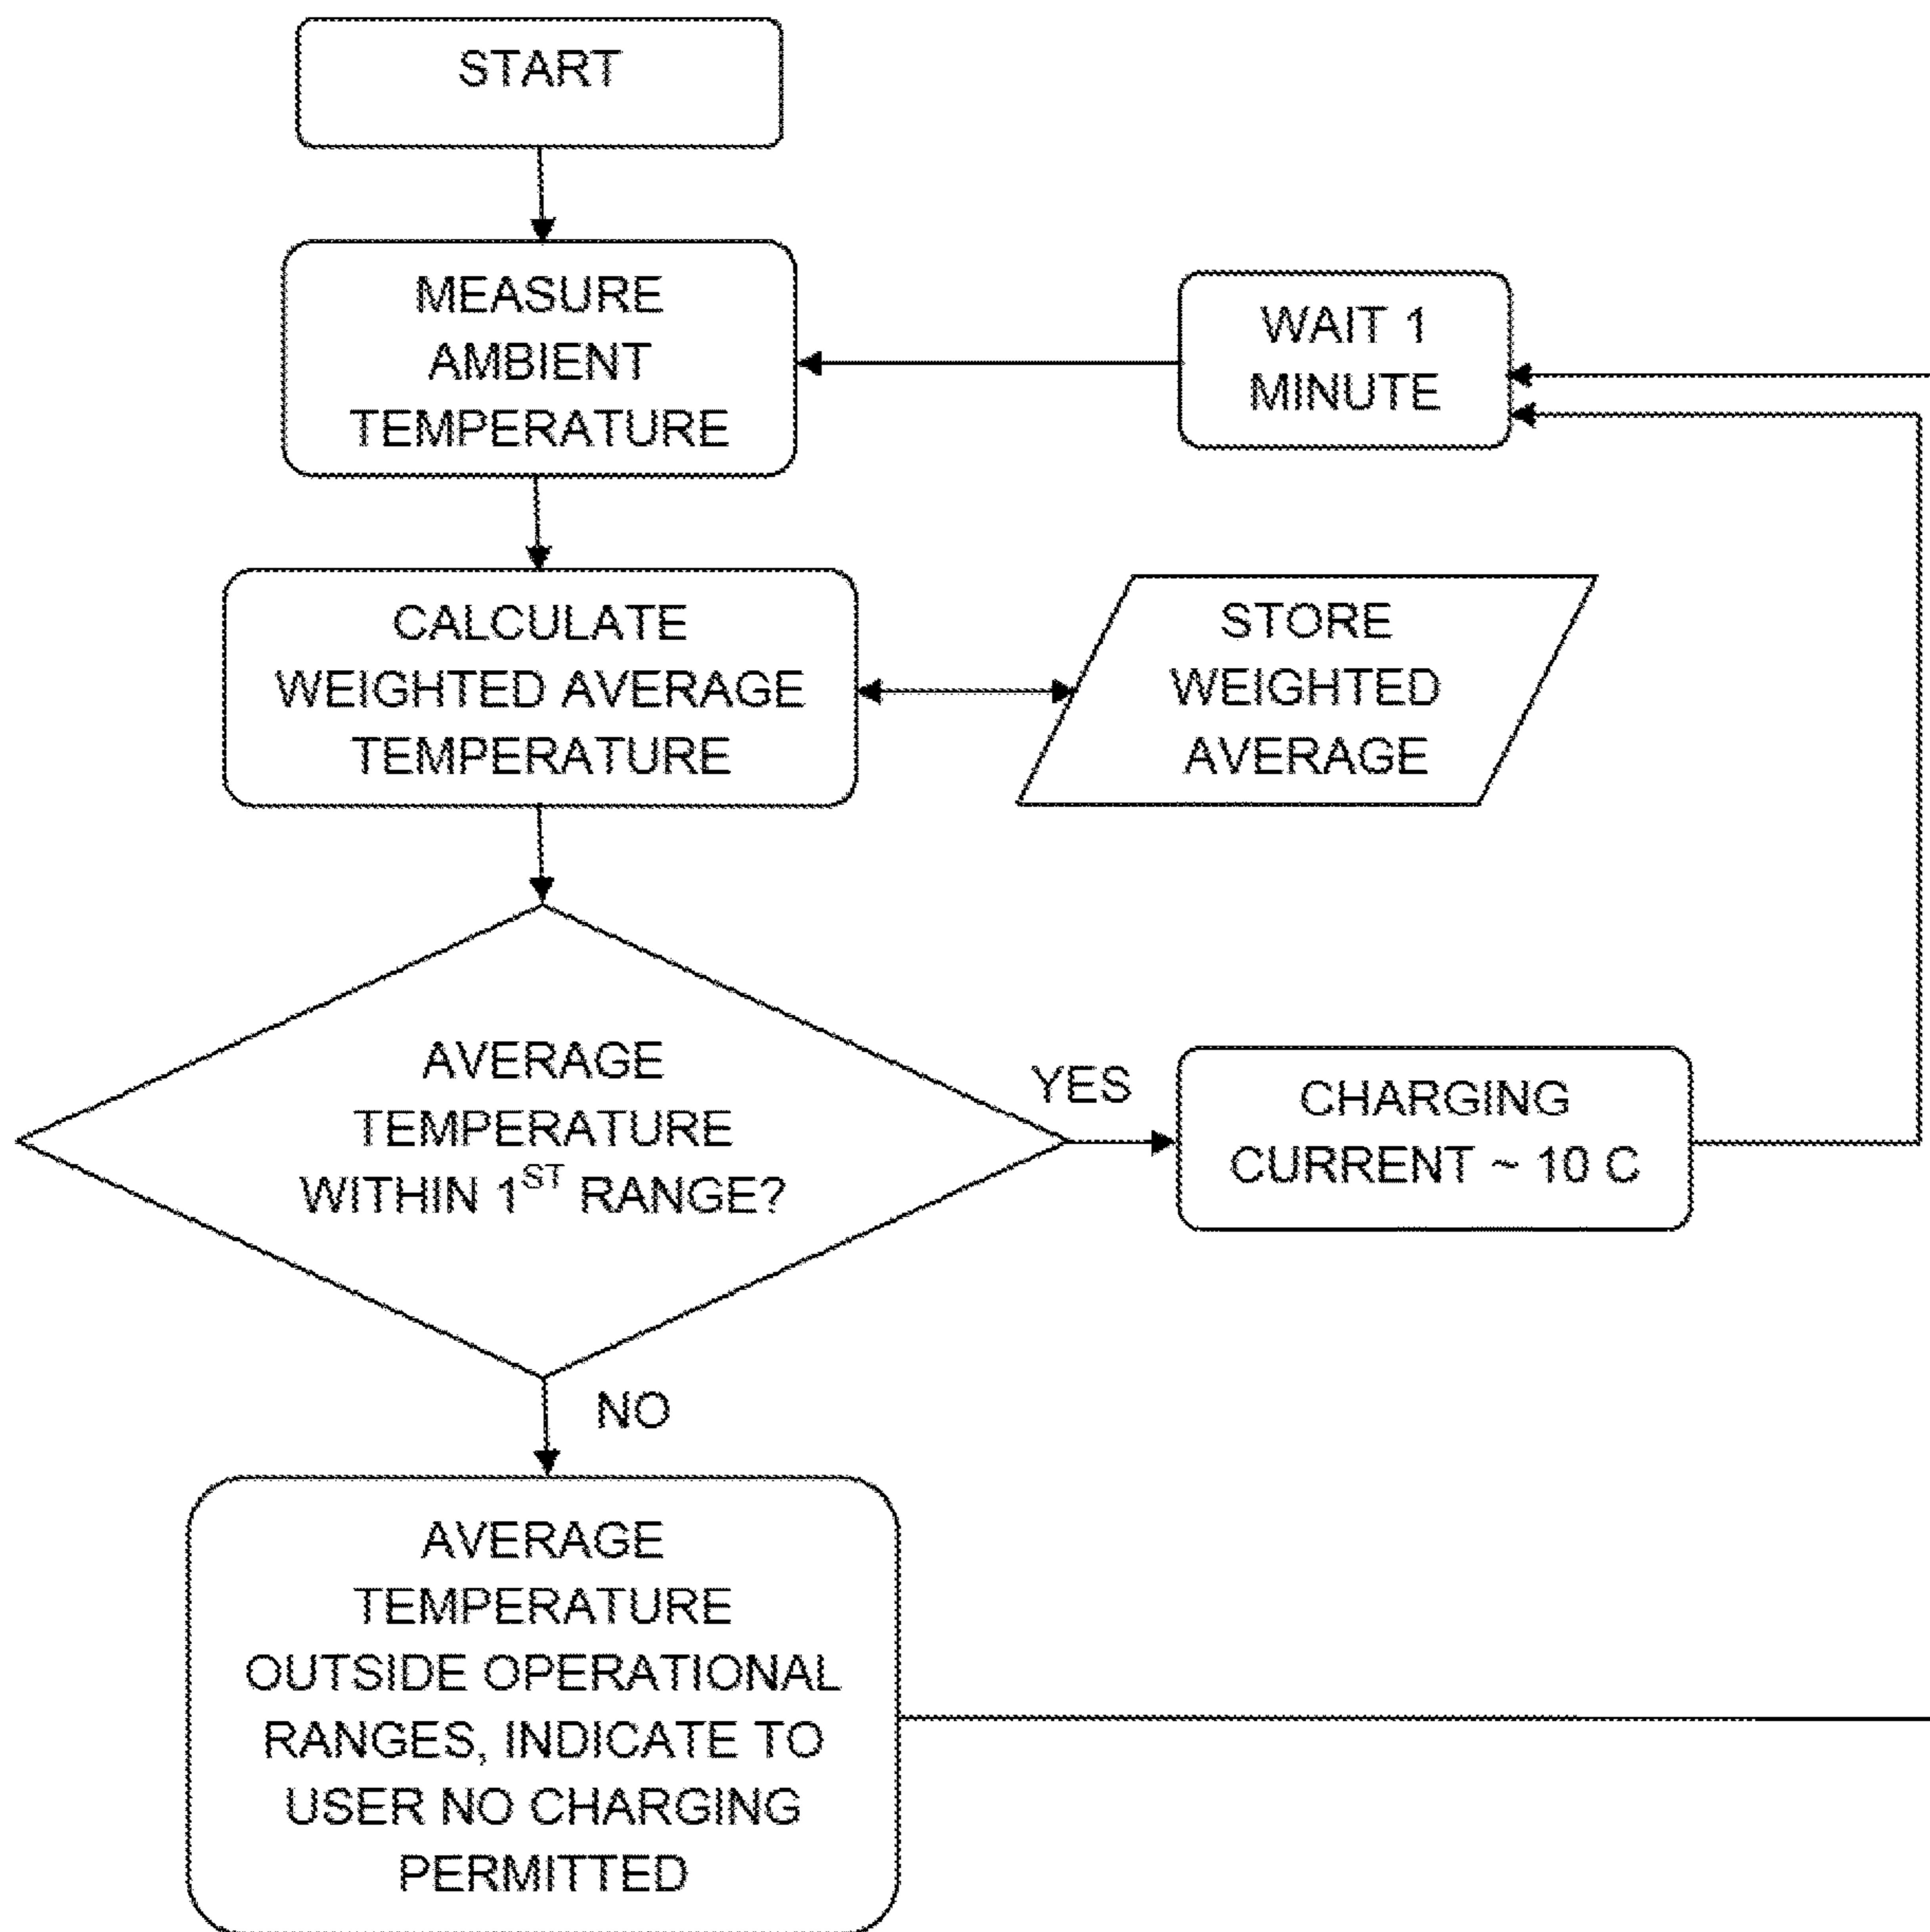 START
MEASURE
AMBIENT
TEMPERATURE
WAIT 1
MINUTE
CALCULATE
WEIGHTED AVERAGE
TEMPERATURE
STORE
WEIGHTED
AVERAGE
AVERAGE
TEMPERATURE
WITHIN 1ST RANGE?
YES
CHARGING
CURRENT ~ 10 C
NO
AVERAGE
TEMPERATURE
OUTSIDE OPERATIONAL
RANGES, INDICATE TO
USER NO CHARGING
PERMITTED